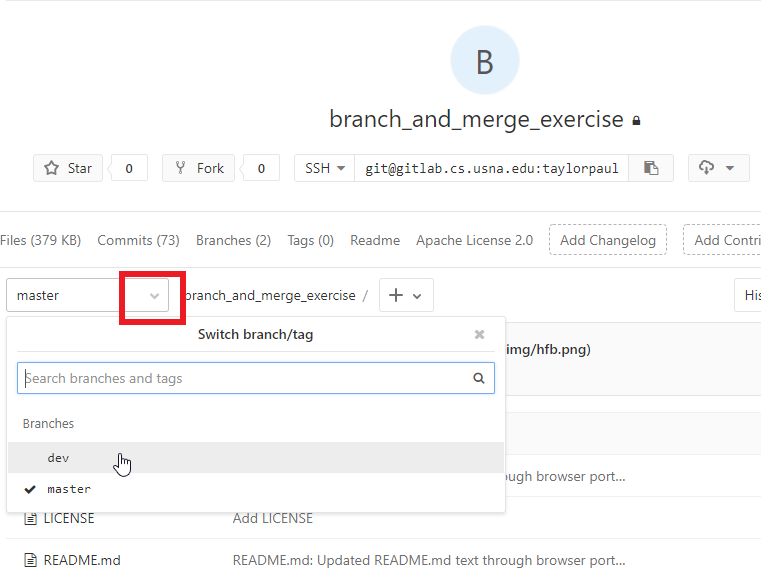 B
branch_and_merge_exercise
Star 0 Fork 0 SSH git@gitlab.cs.usna.edu:taylorpaul
Files (379 KB) Commits (73) Branches (2) Tags (0) Readme Apache License 2.0 Add Changelog Add Contri
master branch_and_merge_exercise / + His
Switch branch/tag
img/hfb.png)
Search branches and tags
Branches
dev
ough browser port...
master
LICENSE Add LICENSE
README.md README.md: Updated README.md text through browser port...